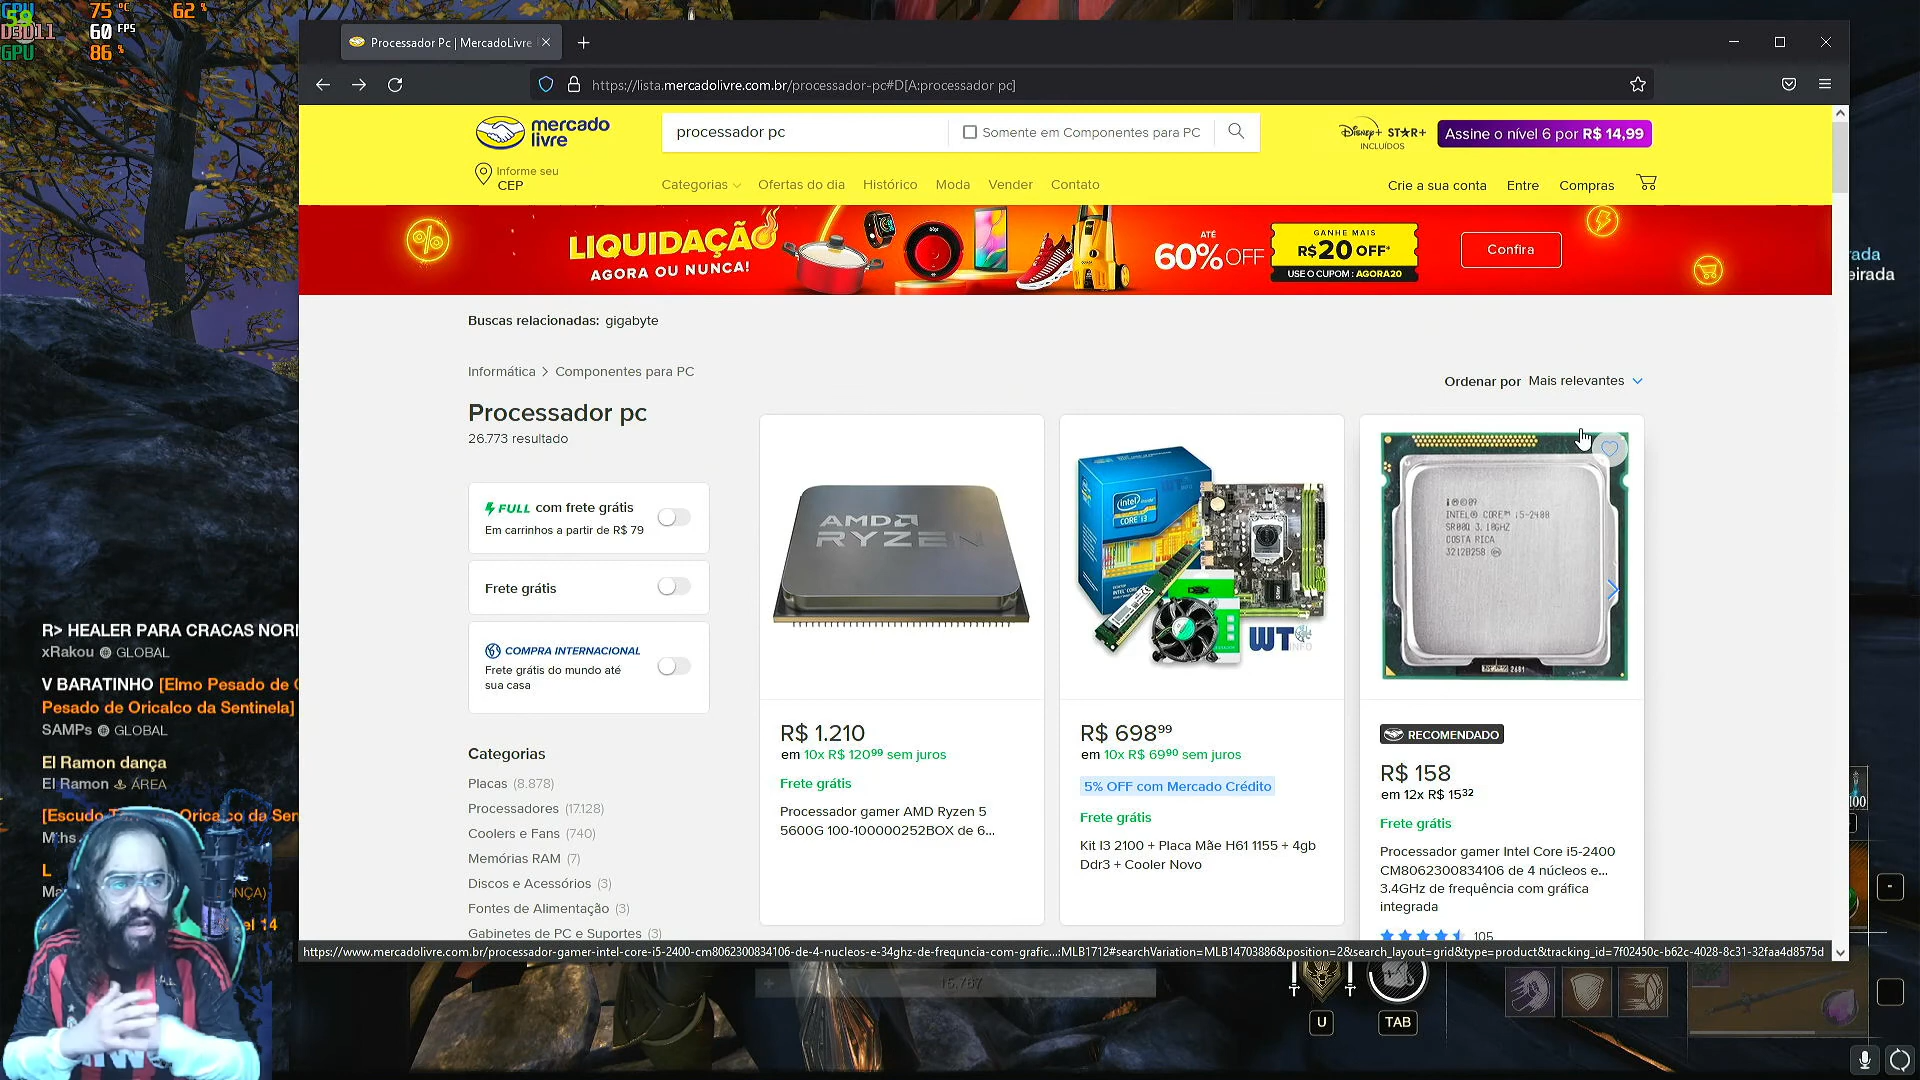 CPU 75 °C 62 %
D3D11 60 FPS
GPU 86 %
Processador Pc | MercadoLivre
https://lista.mercadolivre.com.br/processador-pc#D[A:processador pc]
mercado
livre
processador pc
Somente em Componentes para PC
Disney+ STAR+
INCLUÍDOS
Assine o nível 6 por R$ 14,99
Informe seu
CEP
Categorias
Ofertas do dia
Histórico
Moda
Vender
Contato
Crie a sua conta
Entre
Compras
LIQUIDAÇÃO
AGORA OU NUNCA!
ATÉ
60% OFF
GANHE MAIS
R$20 OFF*
USE O CUPOM : AGORA20
Confira
Buscas relacionadas: gigabyte
Informática > Componentes para PC
Ordenar por Mais relevantes
Processador pc
26.773 resultado
FULL com frete grátis
Em carrinhos a partir de R$ 79
Frete grátis
COMPRA INTERNACIONAL
Frete grátis do mundo até
sua casa
Categorias
Placas (8.878)
Processadores (17.128)
Coolers e Fans (740)
Memórias RAM (7)
Discos e Acessórios (3)
Fontes de Alimentação (3)
Gabinetes de PC e Suportes (3)
AMD
RYZEN
R$ 1.210
em 10x R$ 120⁹⁹ sem juros
Frete grátis
Processador gamer AMD Ryzen 5
5600G 100-100000252BOX de 6...
intel
CORE i3
WT
INFO
R$ 698⁹⁹
em 10x R$ 69⁹⁰ sem juros
5% OFF com Mercado Crédito
Frete grátis
Kit I3 2100 + Placa Mãe H61 1155 + 4gb
Ddr3 + Cooler Novo
INTEL® CORE™ i5-2400
SR00Q 3.10GHZ
COSTA RICA
3212B258
RECOMENDADO
R$ 158
em 12x R$ 15³²
Frete grátis
Processador gamer Intel Core i5-2400
CM8062300834106 de 4 núcleos e...
3.4GHz de frequência com gráfica
integrada
105
https://www.mercadolivre.com.br/processador-gamer-intel-core-i5-2400-cm8062300834106-de-4-nucleos-e-34ghz-de-frequncia-com-grafic...:MLB1712#searchVariation=MLB14703886&position=2&search_layout=grid&type=product&tracking_id=7f02450c-b62c-4028-8c31-32faa4d8575d
R> HEALER PARA CRACAS NORM
xRakou GLOBAL
V BARATINHO [Elmo Pesado de
Pesado de Oricalco da Sentinela]
SAMPs GLOBAL
El Ramon dança
El Ramon ÁREA
[Escudo
Orica co da Sen
L
NÇA)
el 14
rada
eirada
100
15,767
U
TAB